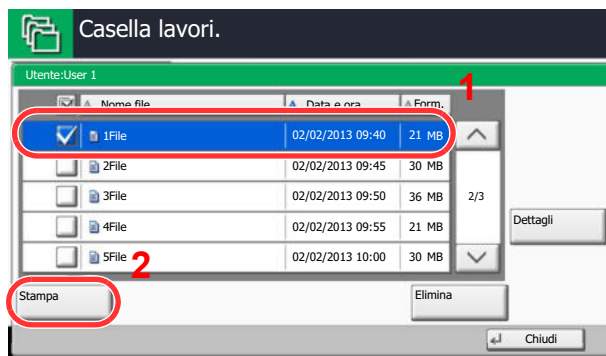 Casella lavori.
Utente:User 1
1
Nome file Data e ora Form.
1File 02/02/2013 09:40 21 MB
2File 02/02/2013 09:45 30 MB
3File 02/02/2013 09:50 36 MB 2/3
4File 02/02/2013 09:55 21 MB
Dettagli
5File 02/02/2013 10:00 30 MB
2
Stampa Elimina
Chiudi